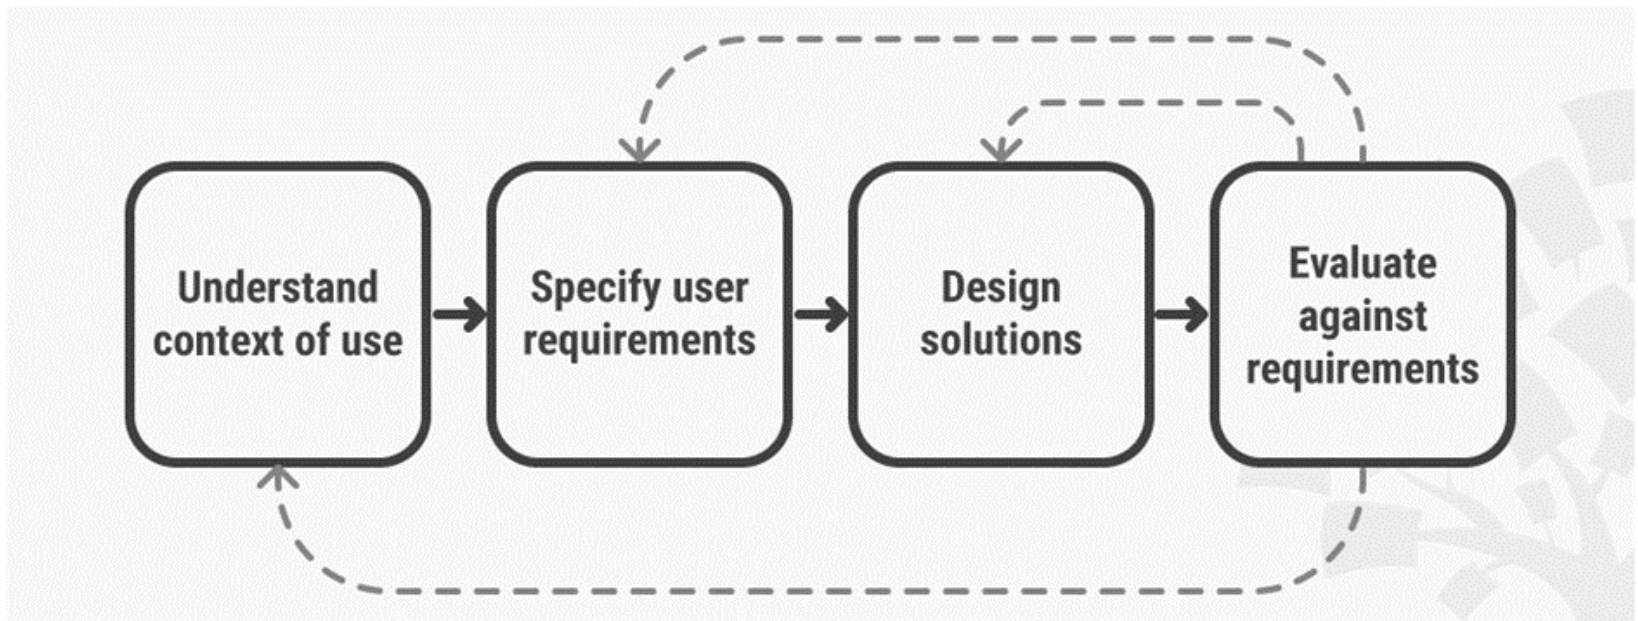 Understand
context of use
Specify user
requirements
Design
solutions
Evaluate
against
requirements